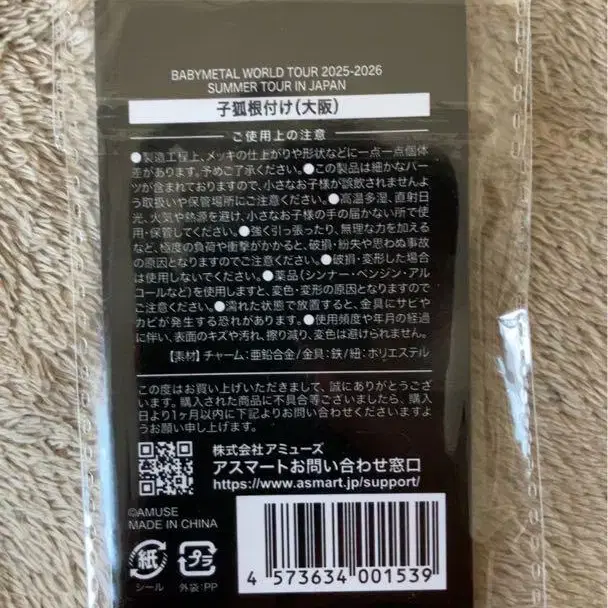 BABYMETAL WORLD TOUR 2025-2026
SUMMER TOUR IN JAPAN
子狐根付け(大阪)
ご使用上の注意
●製造工程上、メッキの仕上がりや形状などに一点一点個体
差があります。予めご了承ください。●この製品は細かなパー
ツが含まれておりますので、小さなお子様が誤飲されませんよ
う取扱いや保管場所にご注意ください。●高温多湿、直射日
光、火気や熱源を避け、小さなお子様の手の届かない所で使
用・保管してください。●強く引っ張ったり、無理な力を加える
など、極度の負荷や衝撃がかかると、破損・紛失や思わぬ事故
の原因となりますのでご注意ください。●破損・変形した場合
は使用しないでください。●薬品(シンナー・ベンジン・アル
コールなど)を使用しますと、変色・変形の原因となりますので
ご注意ください。●濡れた状態で放置すると、金具にサビや
カビが発生する恐れがあります。●使用頻度や年月の経過
に伴い、表面のキズや汚れ、擦り減り、変色は避けられません。
【素材】チャーム:亜鉛合金/金具:鉄/紐:ポリエステル
この度はお買い上げいただきまして、誠にありがとうござ
います。購入された商品に不具合等ございましたら、購入
日より1ヶ月以内に下記よりお問い合わせくださいますよ
うお願い申し上げます。
株式会社アミューズ
アスマートお問い合わせ窓口
https://www.asmart.jp/support/
©AMUSE
MADE IN CHINA
紙
シール
プラ
外袋:PP
4 573634 001539